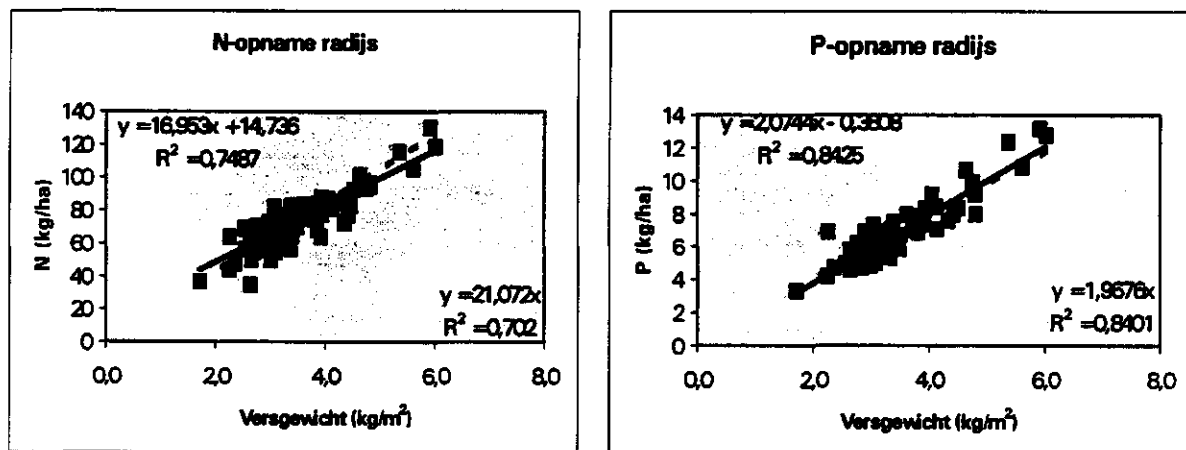 N-opname radijs
N (kg/ha)
140
120
100
80
60
40
20
0
y = 16,953x + 14,736
R² = 0,7487
y = 21,072x
R² = 0,702
0,0 2,0 4,0 6,0 8,0
Versgewicht (kg/m²)
P-opname radijs
P (kg/ha)
14
12
10
8
6
4
2
0
y = 2,0744x - 0,3808
R² = 0,8425
y = 1,9676x
R² = 0,8401
0,0 2,0 4,0 6,0 8,0
Versgewicht (kg/m²)